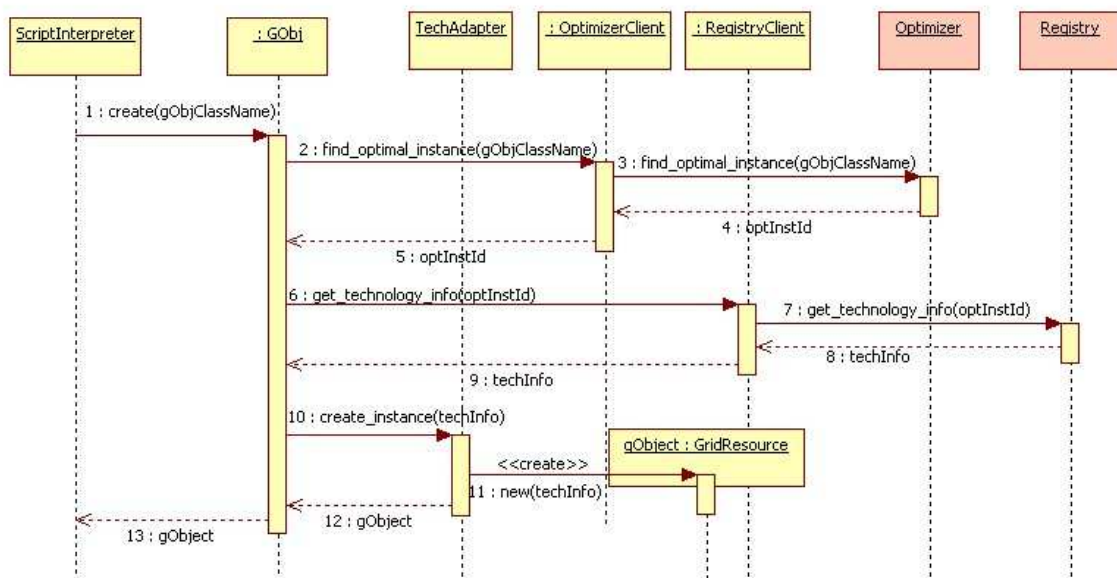 ScriptInterpreter
: GObj
TechAdapter
: OptimizerClient
: RegistryClient
Optimizer
Registry
1 : create(gObjClassName)
2 : find_optimal_instance(gObjClassName)
3 : find_optimal_instance(gObjClassName)
4 : optInstId
5 : optInstId
6 : get_technology_info(optInstId)
7 : get_technology_info(optInstId)
8 : techInfo
9 : techInfo
10 : create_instance(techInfo)
gObject : GridResource
<<create>>
11 : new(techInfo)
12 : gObject
13 : gObject